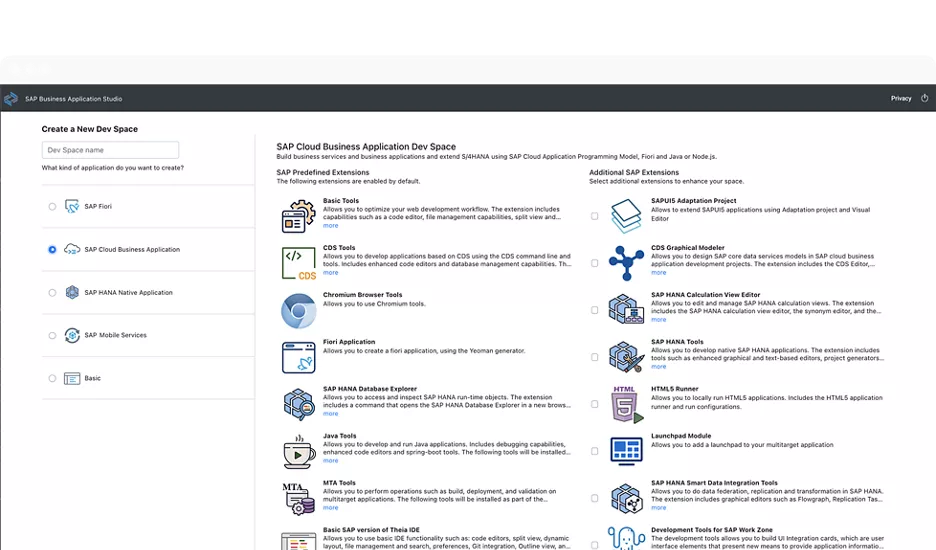 SAP Business Application Studio
Privacy
Create a New Dev Space
Dev Space name
What kind of application do you want to create?
SAP Fiori
SAP Cloud Business Application
SAP HANA Native Application
SAP Mobile Services
Basic
SAP Cloud Business Application Dev Space
Build business services and business applications and extend S/4HANA using SAP Cloud Application Programming Model, Fiori and Java or Node.js.
SAP Predefined Extensions
The following extensions are enabled by default.
Basic Tools
Allows you to optimize your web development workflow. The extension includes
capabilities such as a code editor, file management capabilities, split view and...
more
</>
CDS
CDS Tools
Allows you to develop applications based on CDS using the CDS command line and
tools. Includes enhanced code editors and database management capabilities. Th...
more
Chromium Browser Tools
Allows you to use Chromium tools.
Fiori Application
Allows you to create a fiori application, using the Yeoman generator.
SAP HANA Database Explorer
Allows you to access and inspect SAP HANA run-time objects. The extension
includes a command that opens the SAP HANA Database Explorer in a new brows...
more
Java Tools
Allows you to develop and run Java applications. Includes debugging capabilities,
enhanced code editors and spring-boot tools. The following tools will be installed...
more
MTA
MTA Tools
Allows you to perform operations such as build, deployment, and validation on
multitarget applications. The following tools will be installed as part of the...
more
Basic SAP version of Theia IDE
Allows you to use basic IDE functionality such as: code editors, split view, dynamic
layout, file management and search, preferences, Git integration, Outline view, an...
Additional SAP Extensions
Select additional extensions to enhance your space.
SAPUI5 Adaptation Project
Allows to extend SAPUI5 applications using Adaptation project and Visual
Editor
CDS Graphical Modeler
Allows you to design SAP core data services models in SAP cloud business
application development projects. The extension includes the CDS Editor,...
more
SAP HANA Calculation View Editor
Allows you to edit and manage SAP HANA calculation views. The extension
includes the SAP HANA calculation view editor, the synonym editor, and the...
more
SAP HANA Tools
Allows you to develop native SAP HANA applications. The extension includes
tools such as enhanced graphical and text-based editors, project generators...
more
HTML
5
HTML5 Runner
Allows you to locally run HTML5 applications. Includes the HTML5 application
runner and run configurations.
Launchpad Module
Allows you to add a launchpad to your multitarget application
SAP HANA Smart Data Integration Tools
Allows you to do data federation, replication and transformation in SAP HANA.
The extension includes graphical editors such as Flowgraph, Replication Tas...
more
Development Tools for SAP Work Zone
The development tools allows you to build UI Integration cards, which are user
interface elements that present new means to provide application informatio...